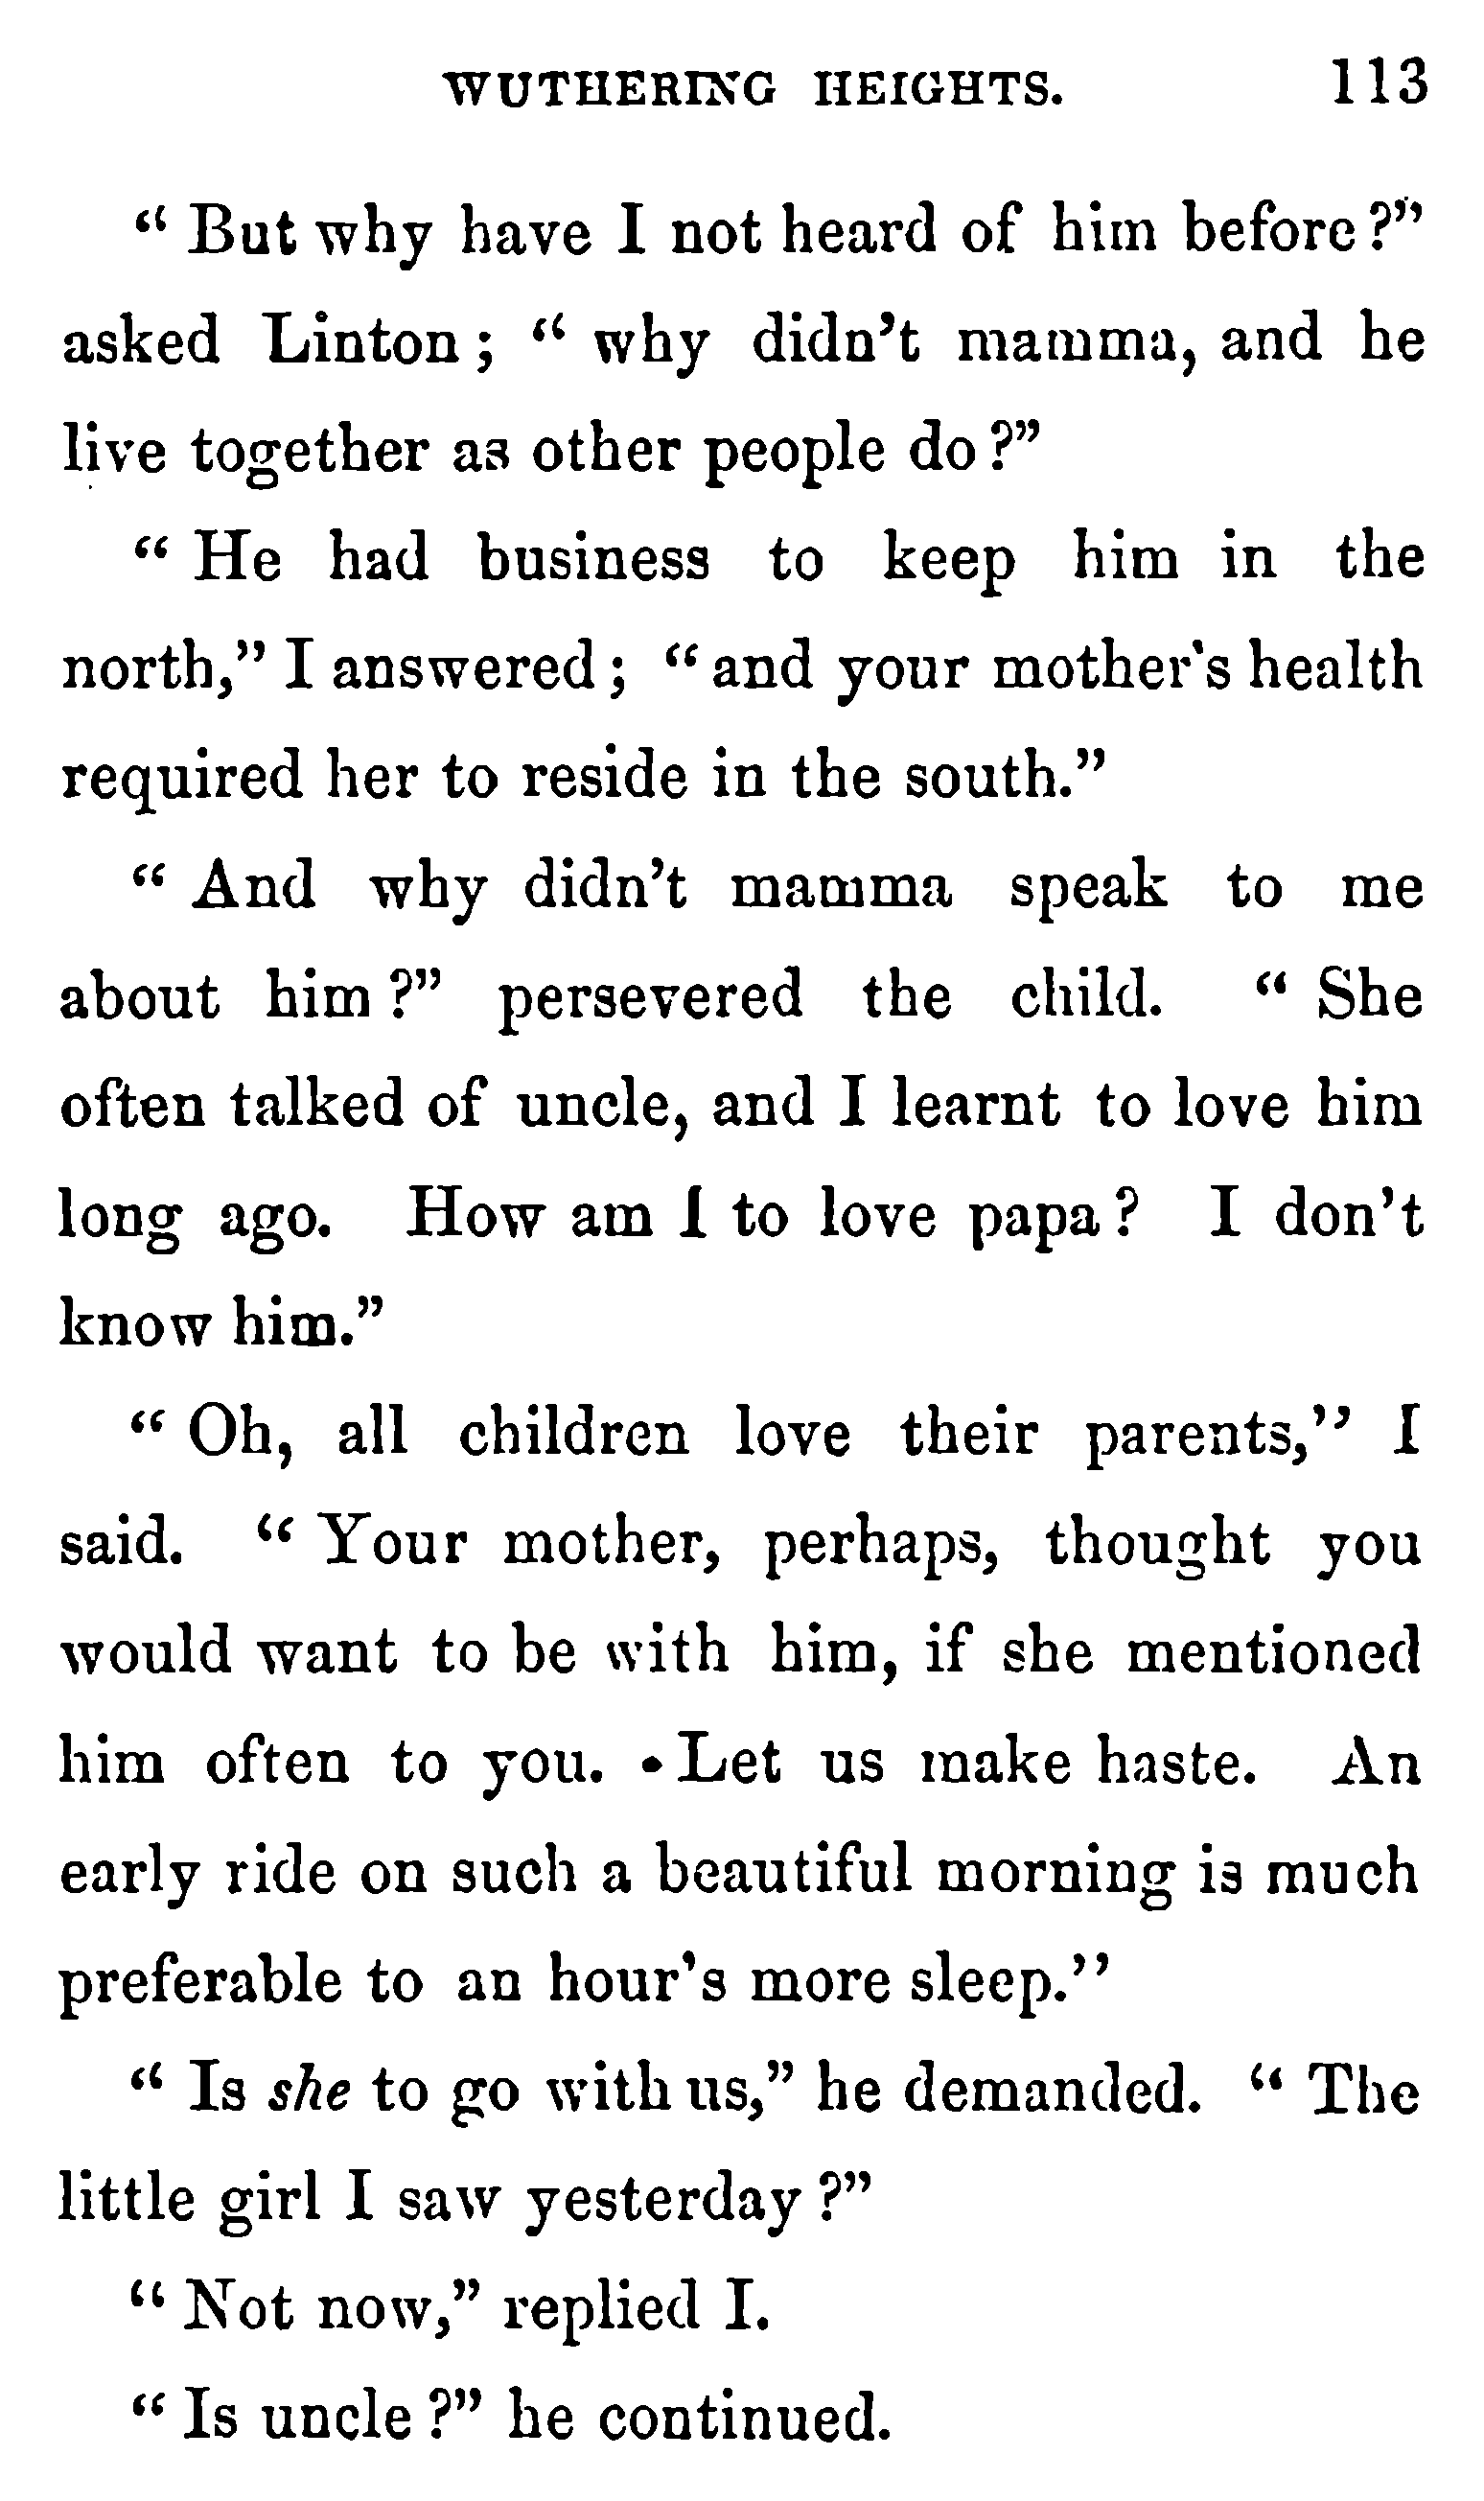 WUTHERING HEIGHTS. 113
“ But why have I not heard of him before ?”
asked Linton ; “ why didn’t mamma, and he
live together as other people do ?”
“ He had business to keep him in the
north,” I answered ; “ and your mother's health
required her to reside in the south.”
“ And why didn’t mamma speak to me
about him ?” persevered the child. “ She
often talked of uncle, and I learnt to love him
long ago. How am I to love papa ? I don’t
know him.”
“ Oh, all children love their parents,” I
said. “ Your mother, perhaps, thought you
would want to be with him, if she mentioned
him often to you. Let us make haste. An
early ride on such a beautiful morning is much
preferable to an hour’s more sleep.”
“ Is she to go with us,” he demanded. “ The
little girl I saw yesterday ?”
“ Not now,” replied I.
“ Is uncle ?” he continued.